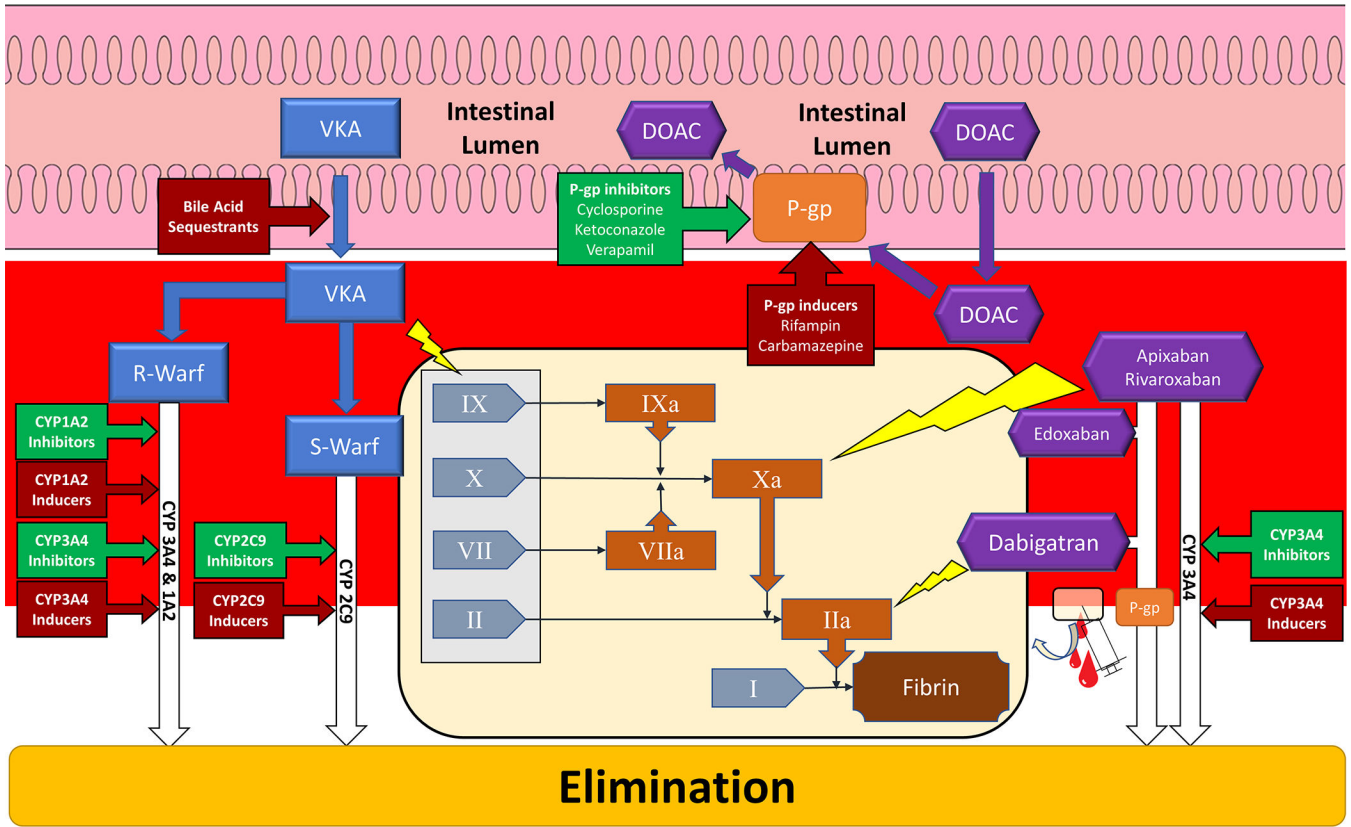 VKA
Intestinal
Lumen
DOAC
Intestinal
Lumen
DOAC
Bile Acid
Sequestrants
P-gp inhibitors
Cyclosporine
Ketoconazole
Verapamil
P-gp
VKA
P-gp inducers
Rifampin
Carbamazepine
DOAC
R-Warf
Apixaban
Rivaroxaban
CYP1A2
Inhibitors
S-Warf
IX
IXa
Edoxaban
CYP1A2
Inducers
X
Xa
CYP3A4
Inhibitors
CYP 3A4 & 1A2
CYP2C9
Inhibitors
CYP 2C9
VII
VIIa
Dabigatran
CYP 3A4
CYP3A4
Inhibitors
CYP3A4
Inducers
CYP2C9
Inducers
II
IIa
P-gp
CYP3A4
Inducers
I
Fibrin
Elimination